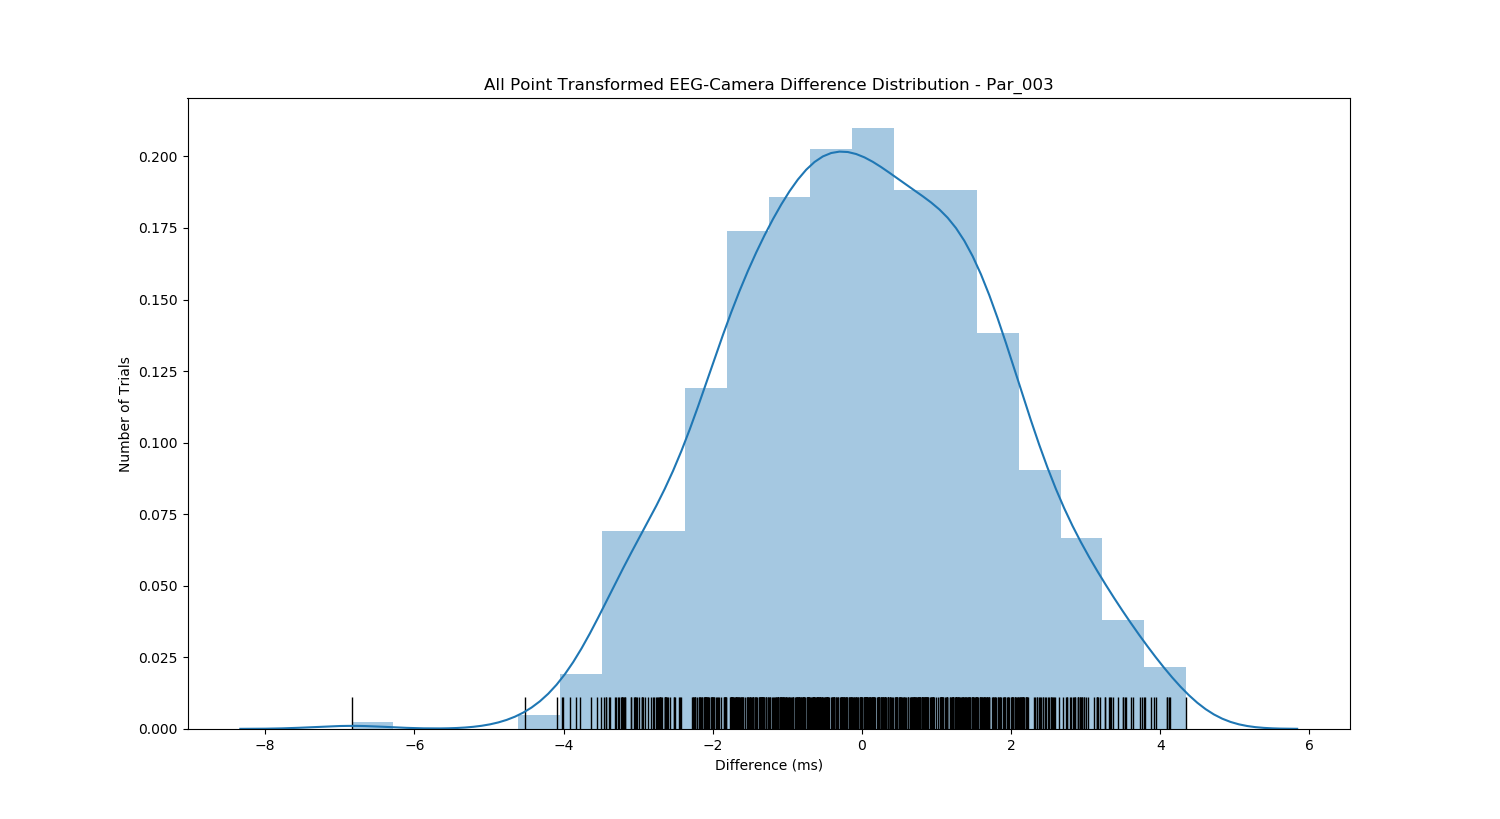 All Point Transformed EEG-Camera Difference Distribution - Par_003
0.200
0.175
0.150
0.125
0.100
0.075
0.050
0.025
0.000
Number of Trials
−8 −6 −4 −2 0 2 4 6
Difference (ms)